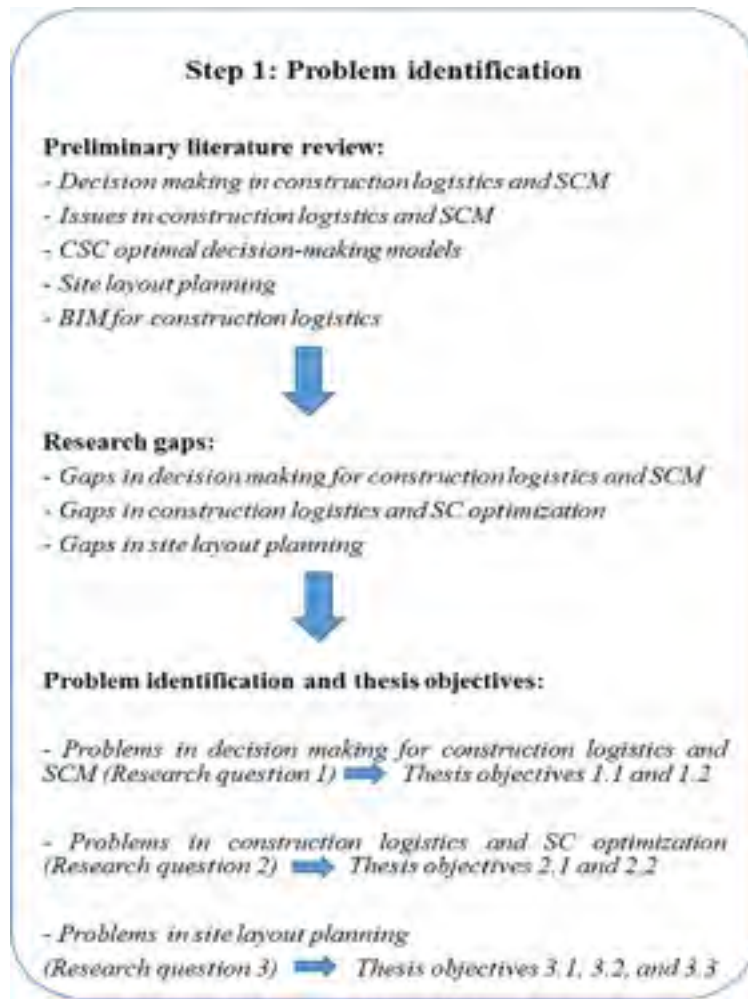 Step 1: Problem identification
Preliminary literature review:
- Decision making in construction logistics and SCM
- Issues in construction logistics and SCM
- CSC optimal decision-making models
- Site layout planning
- BIM for construction logistics
Research gaps:
- Gaps in decision making for construction logistics and SCM
- Gaps in construction logistics and SC optimization
- Gaps in site layout planning
Problem identification and thesis objectives:
- Problems in decision making for construction logistics and
SCM (Research question 1) Thesis objectives 1.1 and 1.2
- Problems in construction logistics and SC optimization
(Research question 2) Thesis objectives 2.1 and 2.2
- Problems in site layout planning
(Research question 3) Thesis objectives 3.1, 3.2, and 3.3